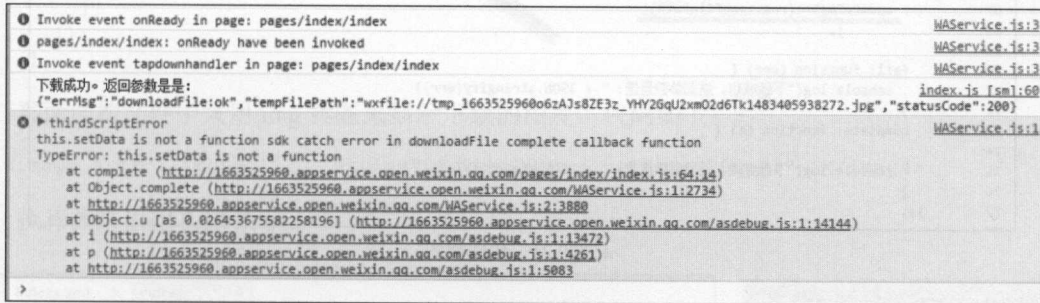 Invoke event onReady in page: pages/index/index WAService.js:3
pages/index/index: onReady have been invoked WAService.js:3
Invoke event tapdownhandler in page: pages/index/index WAService.js:3
下载成功。返回参数是是: index.js [sm]:60
{"errMsg":"downloadFile:ok","tempFilePath":"wxfile://tmp_1663525960o6zAJs8ZE3z_YHY2GqU2xmO2d6Tk1483405938272.jpg","statusCode":200}
thirdScriptError WAService.js:1
this.setData is not a function sdk catch error in downloadFile complete callback function
TypeError: this.setData is not a function
at complete (http://1663525960.appservice.open.weixin.qq.com/pages/index/index.js:64:14)
at Object.complete (http://1663525960.appservice.open.weixin.qq.com/WAService.js:1:2734)
at http://1663525960.appservice.open.weixin.qq.com/WAService.js:2:3880
at Object.u [as 0.026453675582258196] (http://1663525960.appservice.open.weixin.qq.com/asdebug.js:1:14144)
at i (http://1663525960.appservice.open.weixin.qq.com/asdebug.js:1:13472)
at p (http://1663525960.appservice.open.weixin.qq.com/asdebug.js:1:4261)
at http://1663525960.appservice.open.weixin.qq.com/asdebug.js:1:5083
>